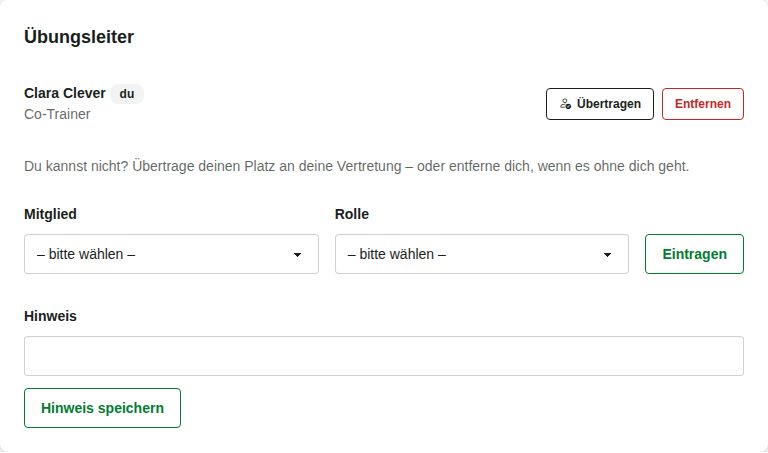 Übungsleiter
Clara Clever du
Co-Trainer
Übertragen
Entfernen
Du kannst nicht? Übertrage deinen Platz an deine Vertretung – oder entferne dich, wenn es ohne dich geht.
Mitglied
Rolle
– bitte wählen –
– bitte wählen –
Eintragen
Hinweis
Hinweis speichern